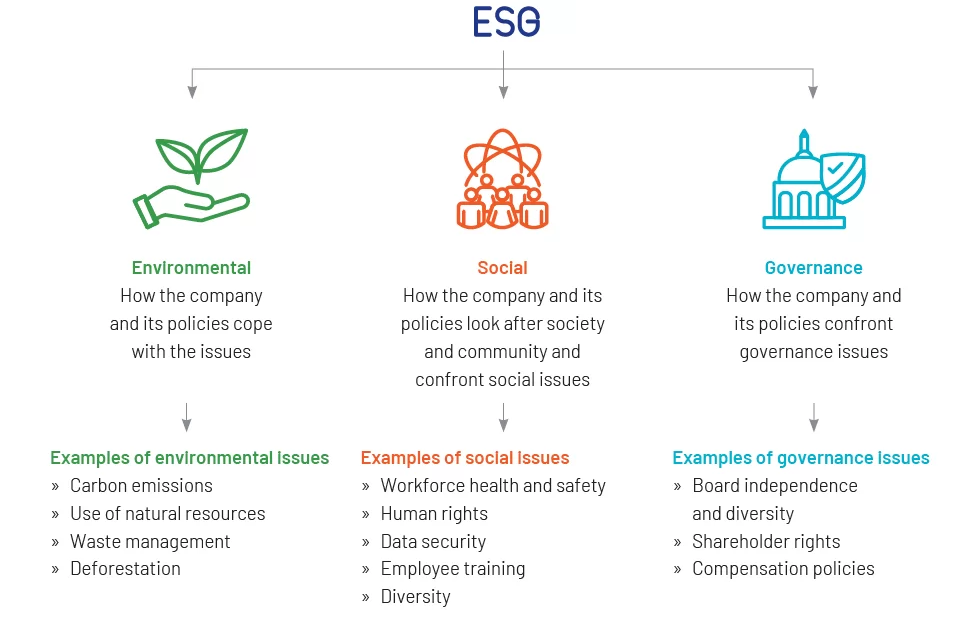 ESG
Environmental
How the company
and its policies cope
with the issues
Social
How the company and its
policies look after society
and community and
confront social issues
Governance
How the company and
its policies confront
governance issues
Examples of environmental issues
» Carbon emissions
» Use of natural resources
» Waste management
» Deforestation
Examples of social issues
» Workforce health and safety
» Human rights
» Data security
» Employee training
» Diversity
Examples of governance issues
» Board independence
and diversity
» Shareholder rights
» Compensation policies